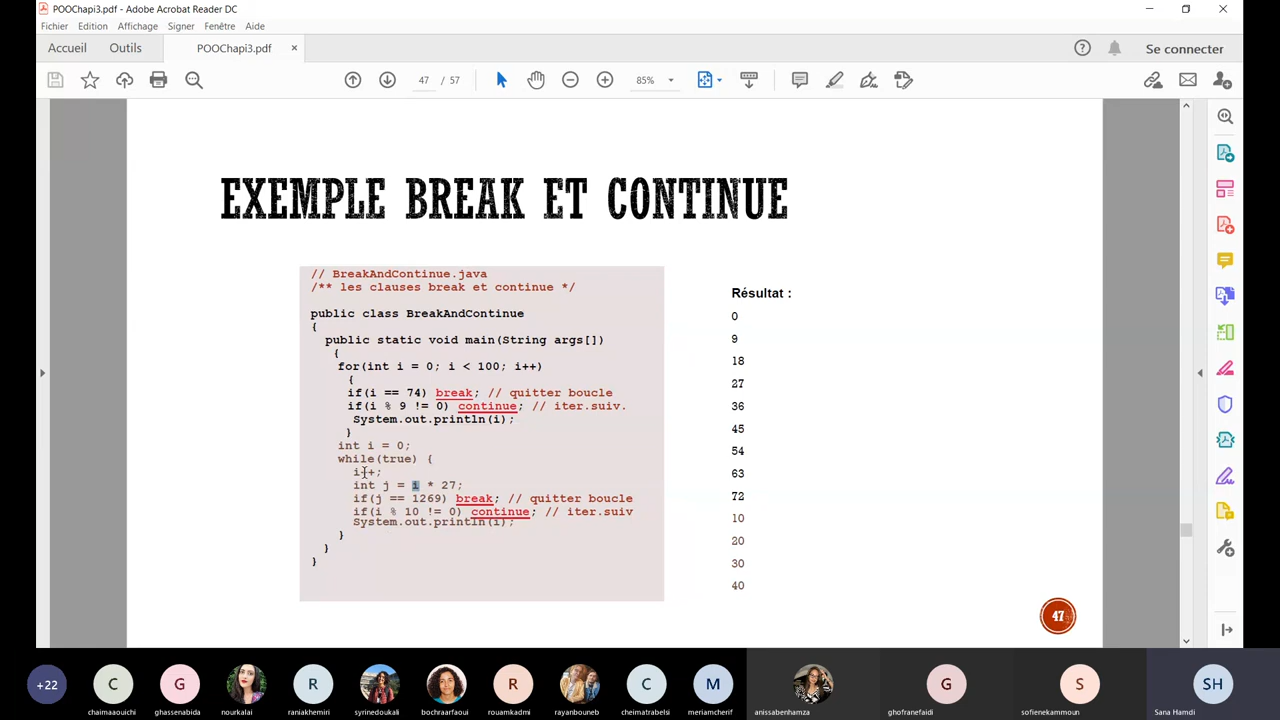 POOChapi3.pdf - Adobe Acrobat Reader DC
Fichier Edition Affichage Signer Fenêtre Aide
Accueil Outils POOChapi3.pdf × Se connecter
47 / 57 85%
EXEMPLE BREAK ET CONTINUE
// BreakAndContinue.java
/** les clauses break et continue */
public class BreakAndContinue
{
public static void main(String args[])
{
for(int i = 0; i < 100; i++)
{
if(i == 74) break; // quitter boucle
if(i % 9 != 0) continue; // iter.suiv.
System.out.println(i);
}
int i = 0;
while(true) {
i++;
int j = i * 27;
if(j == 1269) break; // quitter boucle
if(i % 10 != 0) continue; // iter.suiv
System.out.println(i);
}
}
}
Résultat :
0
9
18
27
36
45
54
63
72
10
20
30
40
47
+22 C G R R C M G S SH
chaimaaouichi ghassenabida nourkalai raniakhemiri syrinedoukali bochraarfaoui rouamkadmi rayanbouneb cheimatrabelsi meriamcherif anissabenhamza ghofranefaidi sofienekammoun Sana Hamdi